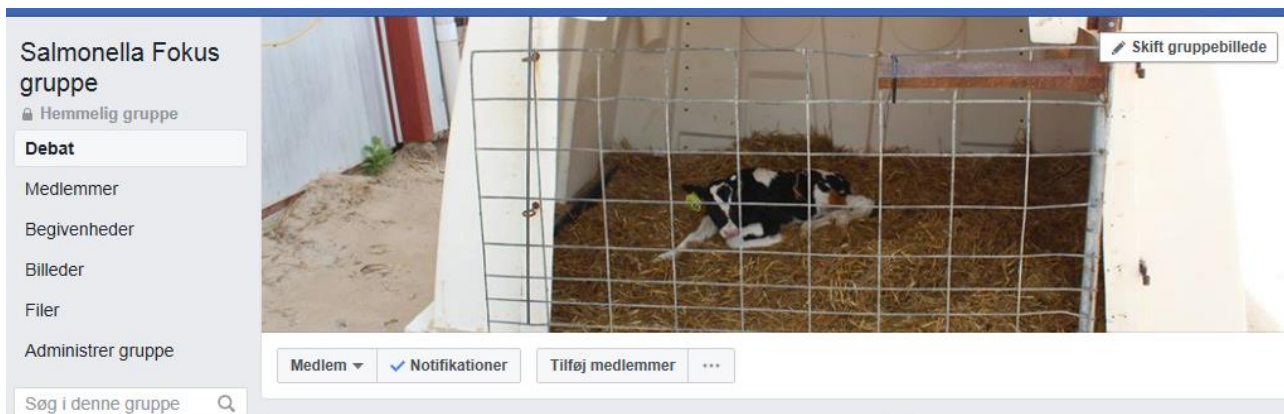 Salmonella Fokus
gruppe
Hemmelig gruppe
Debat
Medlemmer
Begivenheder
Billeder
Filer
Administrer gruppe
Søg i denne gruppe
Skift gruppebillede
Medlem
Notifikationer
Tilføj medlemmer